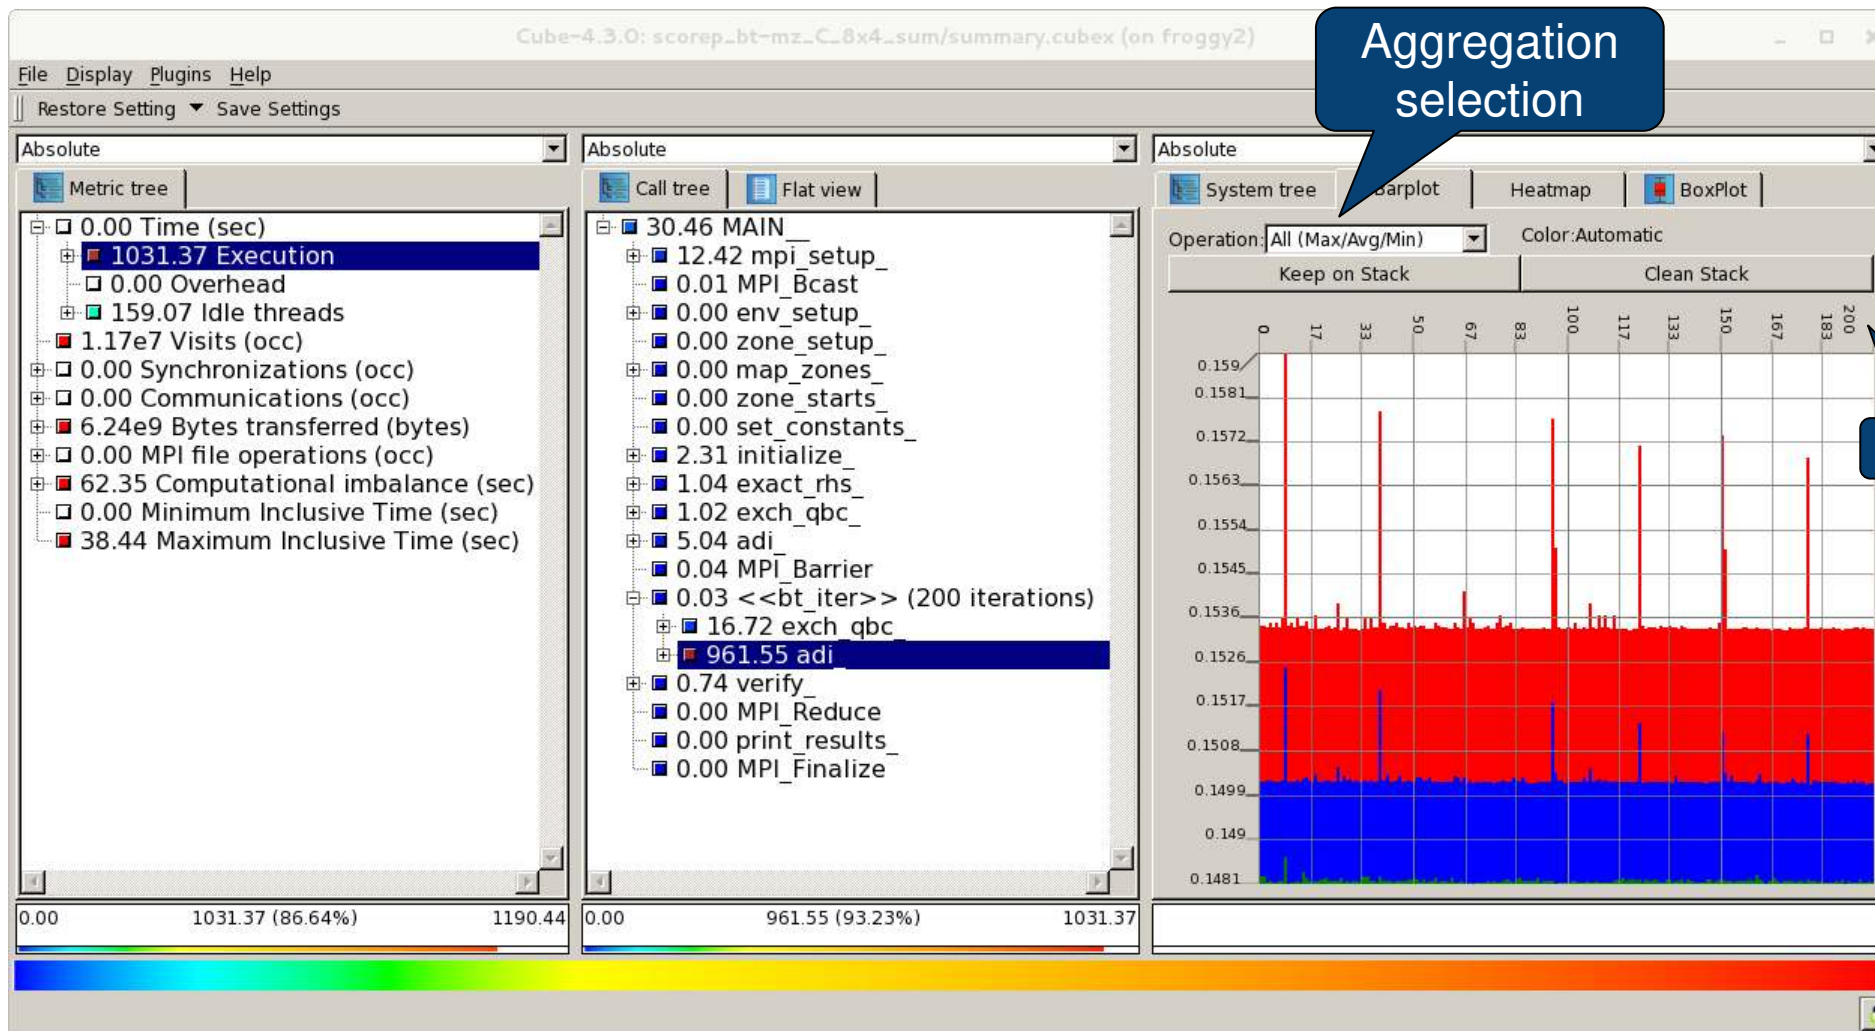 Cube-4.3.0: scorep_bt-mz_C_8x4_sum/summary.cubex (on froggy2)
Aggregation
selection
File Display Plugins Help
Restore Setting Save Settings
Absolute
Metric tree
0.00 Time (sec)
1031.37 Execution
0.00 Overhead
159.07 Idle threads
1.17e7 Visits (occ)
0.00 Synchronizations (occ)
0.00 Communications (occ)
6.24e9 Bytes transferred (bytes)
0.00 MPI file operations (occ)
62.35 Computational imbalance (sec)
0.00 Minimum Inclusive Time (sec)
38.44 Maximum Inclusive Time (sec)
0.00 1031.37 (86.64%) 1190.44
Absolute
Call tree Flat view
30.46 MAIN__
12.42 mpi_setup_
0.01 MPI_Bcast
0.00 env_setup_
0.00 zone_setup_
0.00 map_zones_
0.00 zone_starts_
0.00 set_constants_
2.31 initialize_
1.04 exact_rhs_
1.02 exch_qbc_
5.04 adi_
0.04 MPI_Barrier
0.03 <<bt_iter>> (200 iterations)
16.72 exch_qbc_
961.55 adi_
0.74 verify_
0.00 MPI_Reduce
0.00 print_results_
0.00 MPI_Finalize
0.00 961.55 (93.23%) 1031.37
Absolute
System tree Barplot Heatmap BoxPlot
Operation: All (Max/Avg/Min) Color:Automatic
Keep on Stack Clean Stack
0 17 33 50 67 83 100 117 133 150 167 183 200
0.159
0.1581
0.1572
0.1563
0.1554
0.1545
0.1536
0.1526
0.1517
0.1508
0.1499
0.149
0.1481